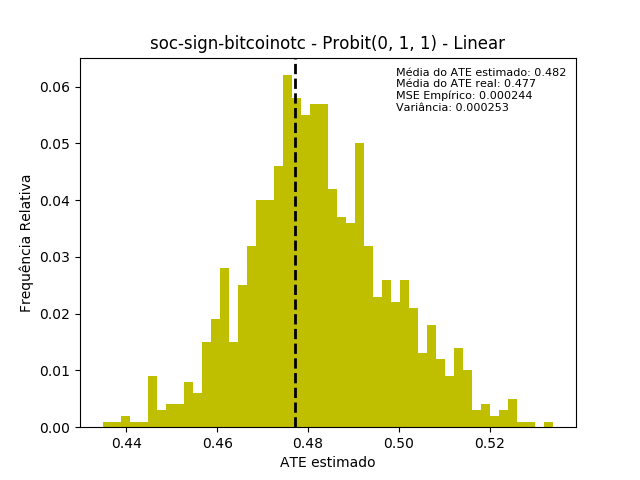 soc-sign-bitcoinotc - Probit(0, 1, 1) - Linear
Média do ATE estimado: 0.482
Média do ATE real: 0.477
MSE Empírico: 0.000244
Variância: 0.000253
Frequência Relativa
0.06
0.05
0.04
0.03
0.02
0.01
0.00
0.44
0.46
0.48
0.50
0.52
ATE estimado